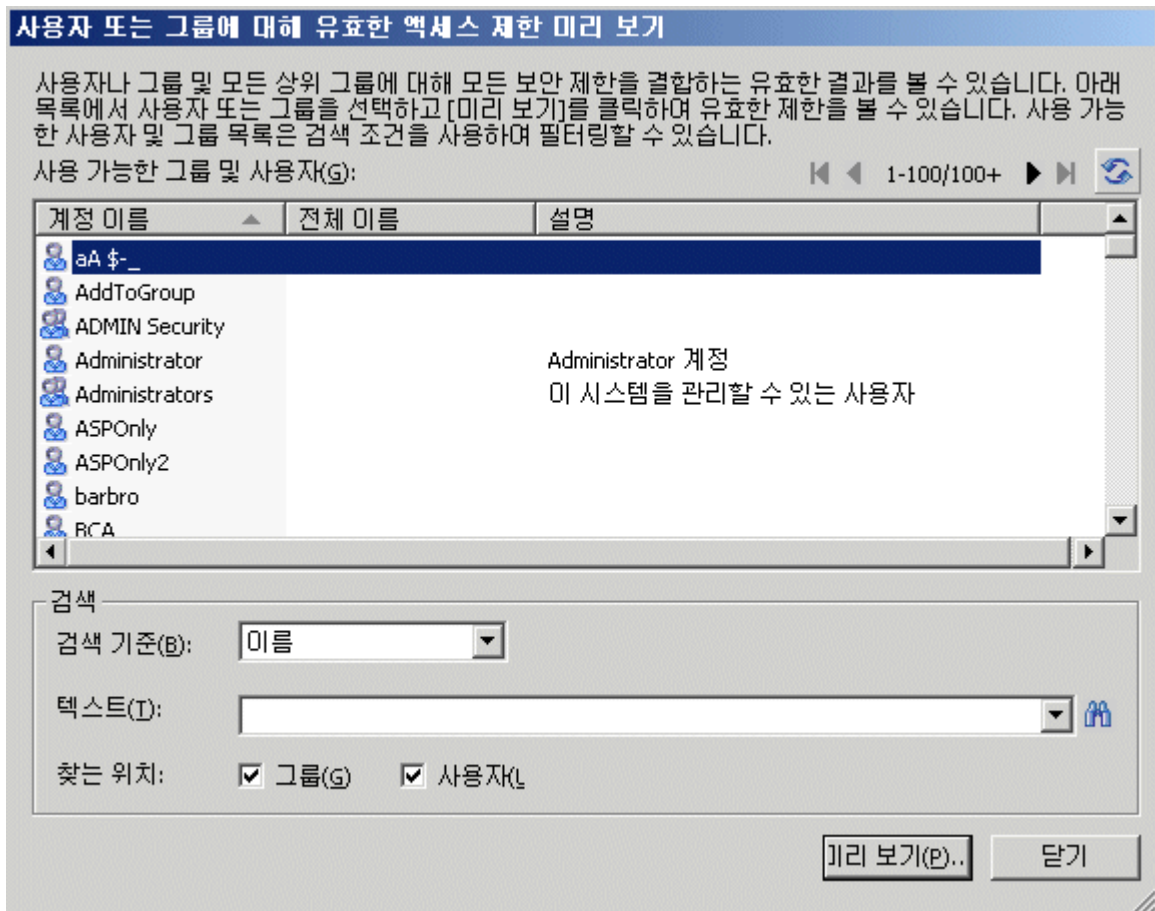 사용자 또는 그룹에 대해 유효한 액세스 제한 미리 보기
사용자나 그룹 및 모든 상위 그룹에 대해 모든 보안 제한을 결합하는 유효한 결과를 볼 수 있습니다. 아래
목록에서 사용자 또는 그룹을 선택하고 [미리 보기]를 클릭하여 유효한 제한을 볼 수 있습니다. 사용 가능
한 사용자 및 그룹 목록은 검색 조건을 사용하여 필터링할 수 있습니다.
사용 가능한 그룹 및 사용자(G): 1-100/100+
계정 이름 전체 이름 설명
aA $-_
AddToGroup
ADMIN Security
Administrator Administrator 계정
Administrators 이 시스템을 관리할 수 있는 사용자
ASPOnly
ASPOnly2
barbro
BCA
검색
검색 기준(B): 이름
텍스트(T):
찾는 위치: 그룹(G) 사용자(
미리 보기(P).. 닫기